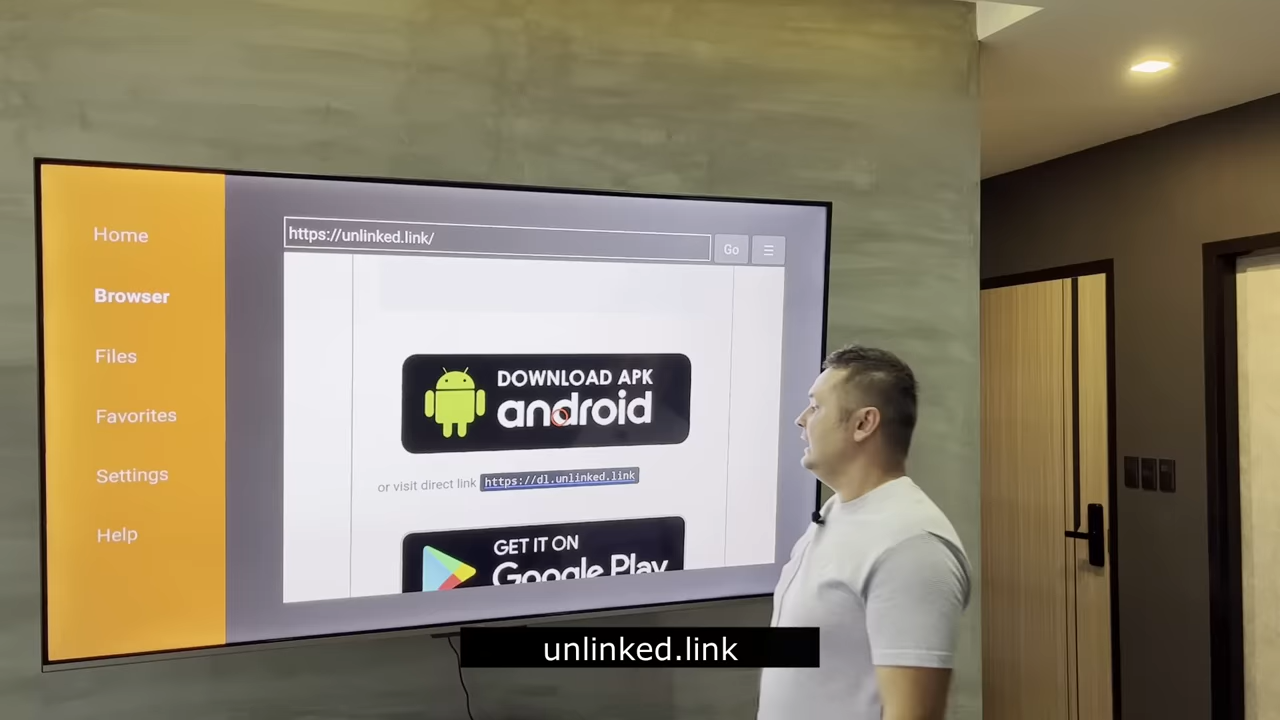 Home
Browser
Files
Favorites
Settings
Help
https://unlinked.link/
Go
DOWNLOAD APK
android
or visit direct link https://dl.unlinked.link
GET IT ON
Google Play
unlinked.link